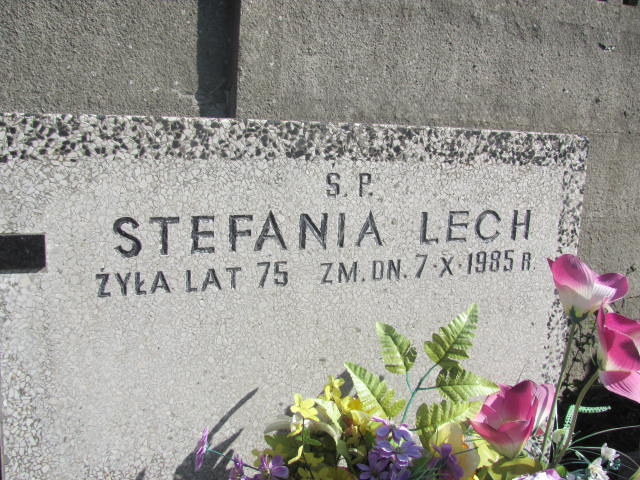 Ś.P.
STEFANIA LECH
ŻYŁA LAT 75 ZM. DN. 7·X·1985 R.